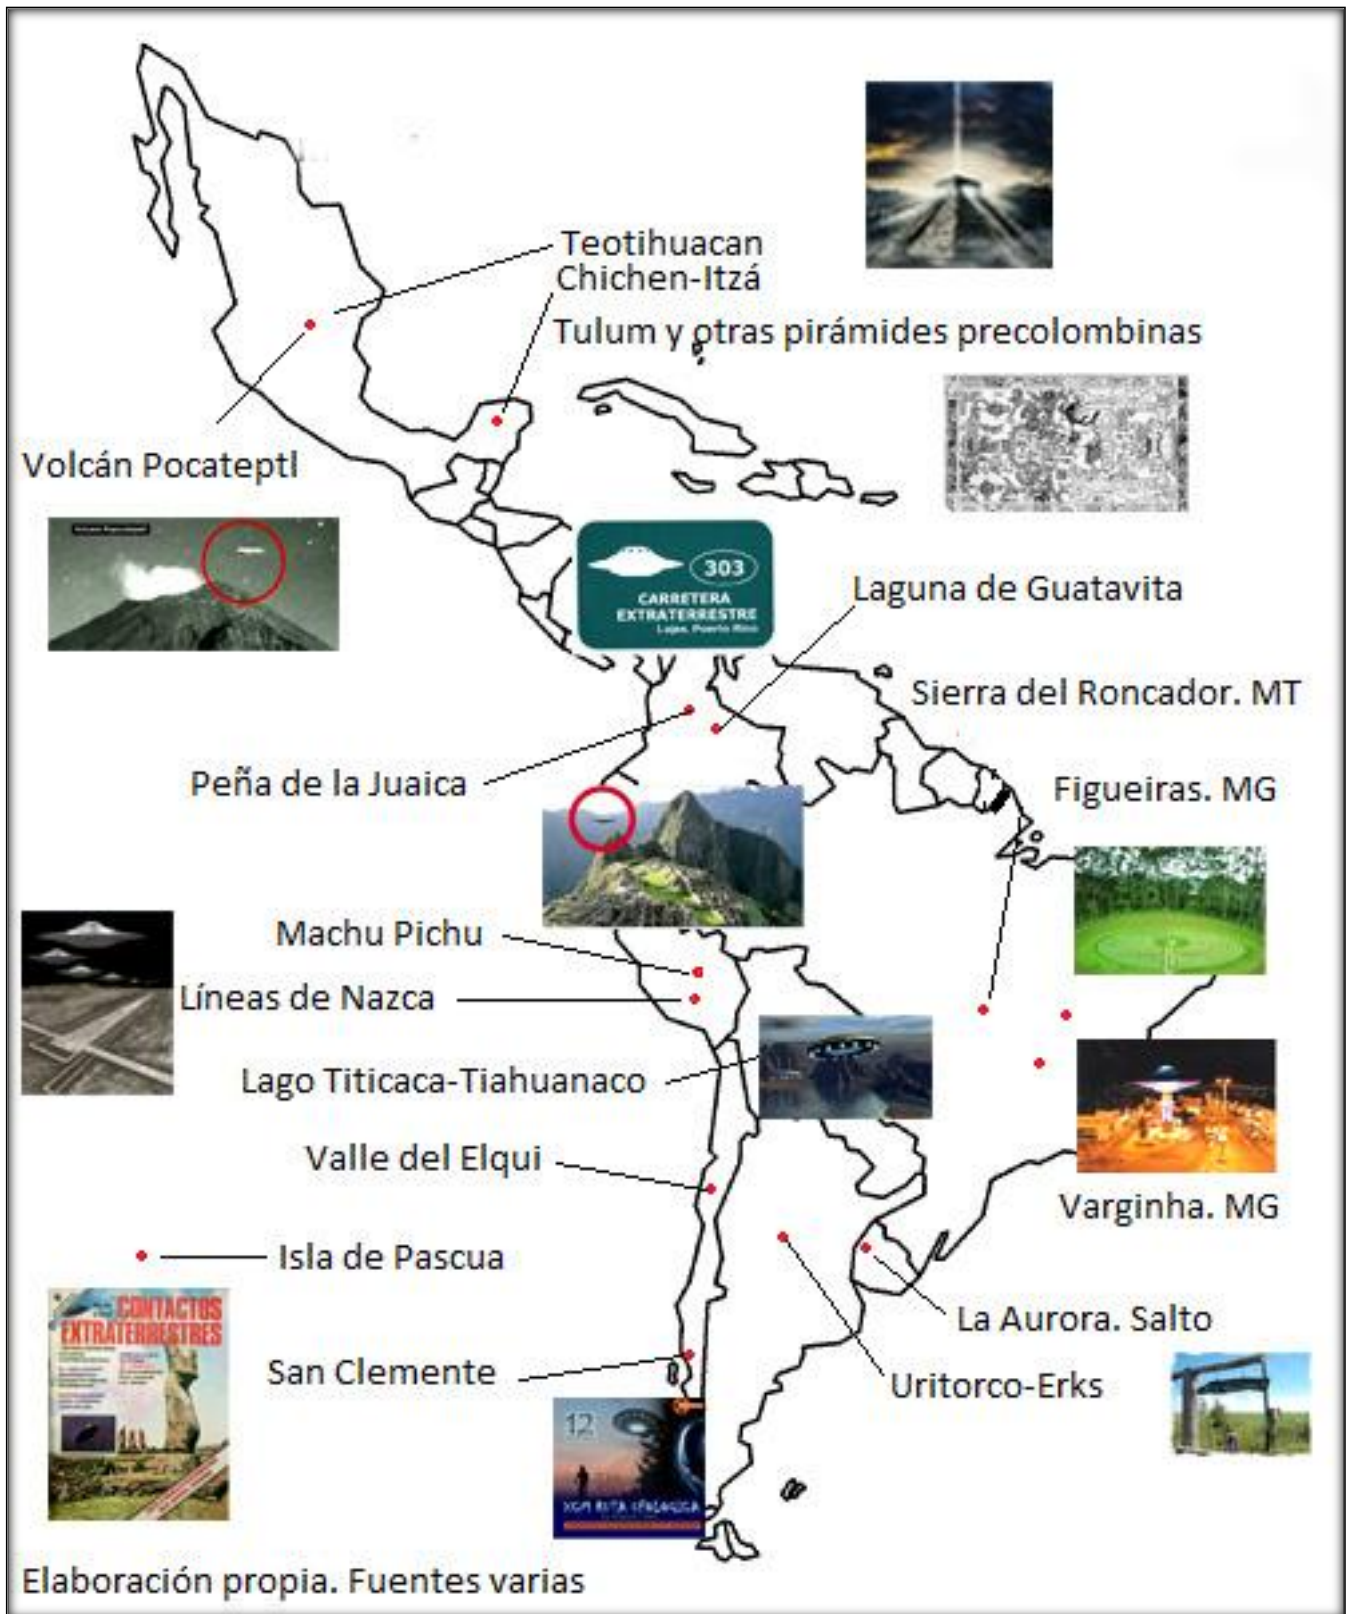 Teotihuacan
Chichen-Itzá
Tulum y otras pirámides precolombinas
Volcán Pocateptl
303
CARRETERA
EXTRATERRESTRE
Lajas, Puerto Rico
Laguna de Guatavita
Sierra del Roncador. MT
Peña de la Juaica
Figueiras. MG
Machu Pichu
Líneas de Nazca
Lago Titicaca-Tiahuanaco
Valle del Elqui
Varginha. MG
Isla de Pascua
CONTACTOS
EXTRATERRESTRES
La Aurora. Salto
San Clemente
Uritorco-Erks
12
Elaboración propia. Fuentes varias